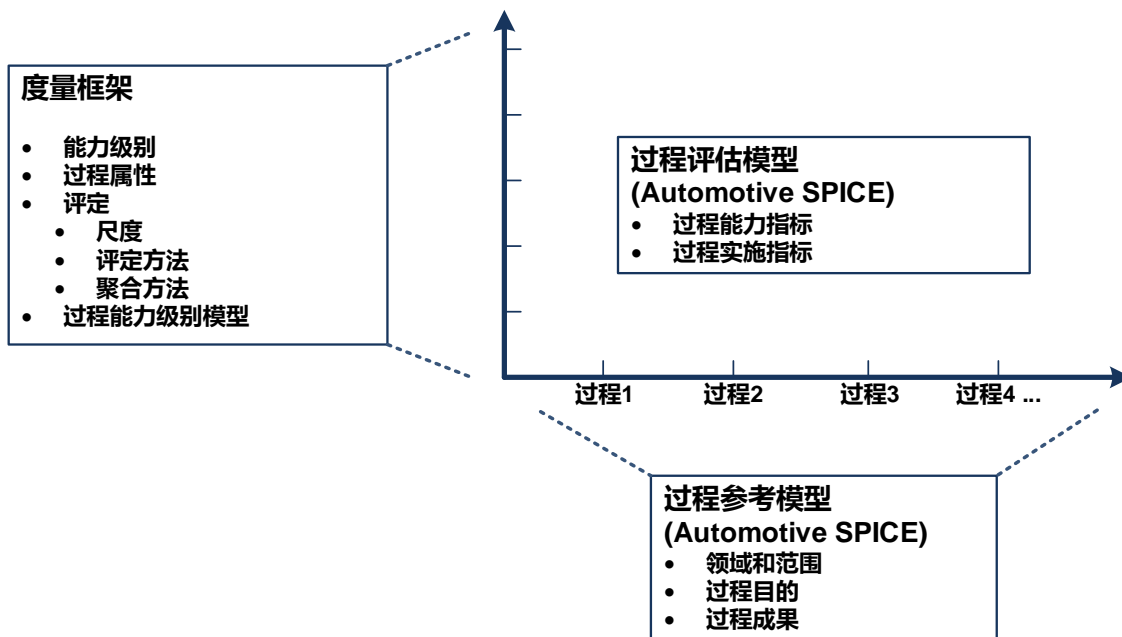 度量框架
• 能力级别
• 过程属性
• 评定
• 尺度
• 评定方法
• 聚合方法
• 过程能力级别模型
过程评估模型
(Automotive SPICE)
• 过程能力指标
• 过程实施指标
过程1 过程2 过程3 过程4 ...
过程参考模型
(Automotive SPICE)
• 领域和范围
• 过程目的
• 过程成果